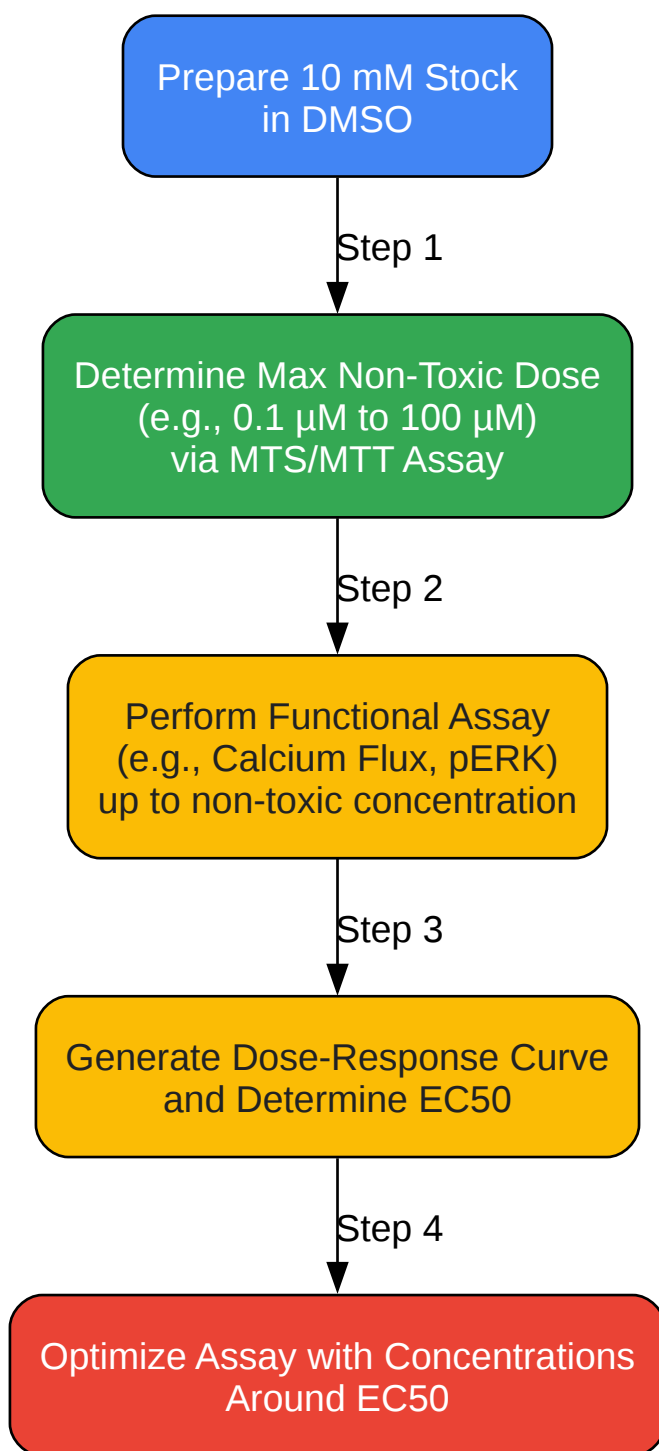 Prepare 10 mM Stock
in DMSO
Step 1
Determine Max Non-Toxic Dose
(e.g., 0.1 µM to 100 µM)
via MTS/MTT Assay
Step 2
Perform Functional Assay
(e.g., Calcium Flux, pERK)
up to non-toxic concentration
Step 3
Generate Dose-Response Curve
and Determine EC50
Step 4
Optimize Assay with Concentrations
Around EC50